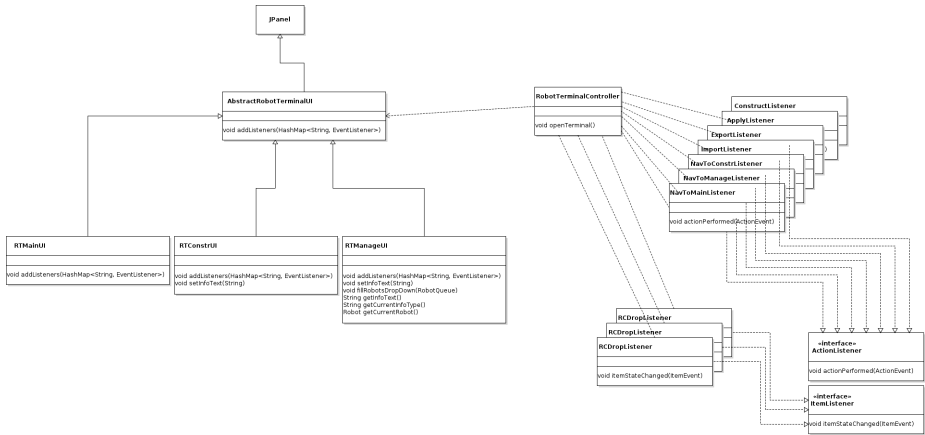 JPanel
AbstractRobotTerminalUI
void addListeners(HashMap<String, EventListener>)
RobotTerminalController
void openTerminal()
ConstructListener
ApplyListener
ExportListener
ImportListener
NavToConstrListener
NavToManageListener
NavToMainListener
void actionPerformed(ActionEvent)
RTMainUI
void addListeners(HashMap<String, EventListener>)
RTConstrUI
void addListeners(HashMap<String, EventListener>)
void setInfoText(String)
RTManageUI
void addListeners(HashMap<String, EventListener>)
void setInfoText(String)
void fillRobotsDropDown(RobotQueue)
String getInfoText()
String getCurrentInfoType()
Robot getCurrentRobot()
RCDropListener
RCDropListener
RCDropListener
void itemStateChanged(ItemEvent)
«interface»
ActionListener
void actionPerformed(ActionEvent)
«interface»
ItemListener
void itemStateChanged(ItemEvent)